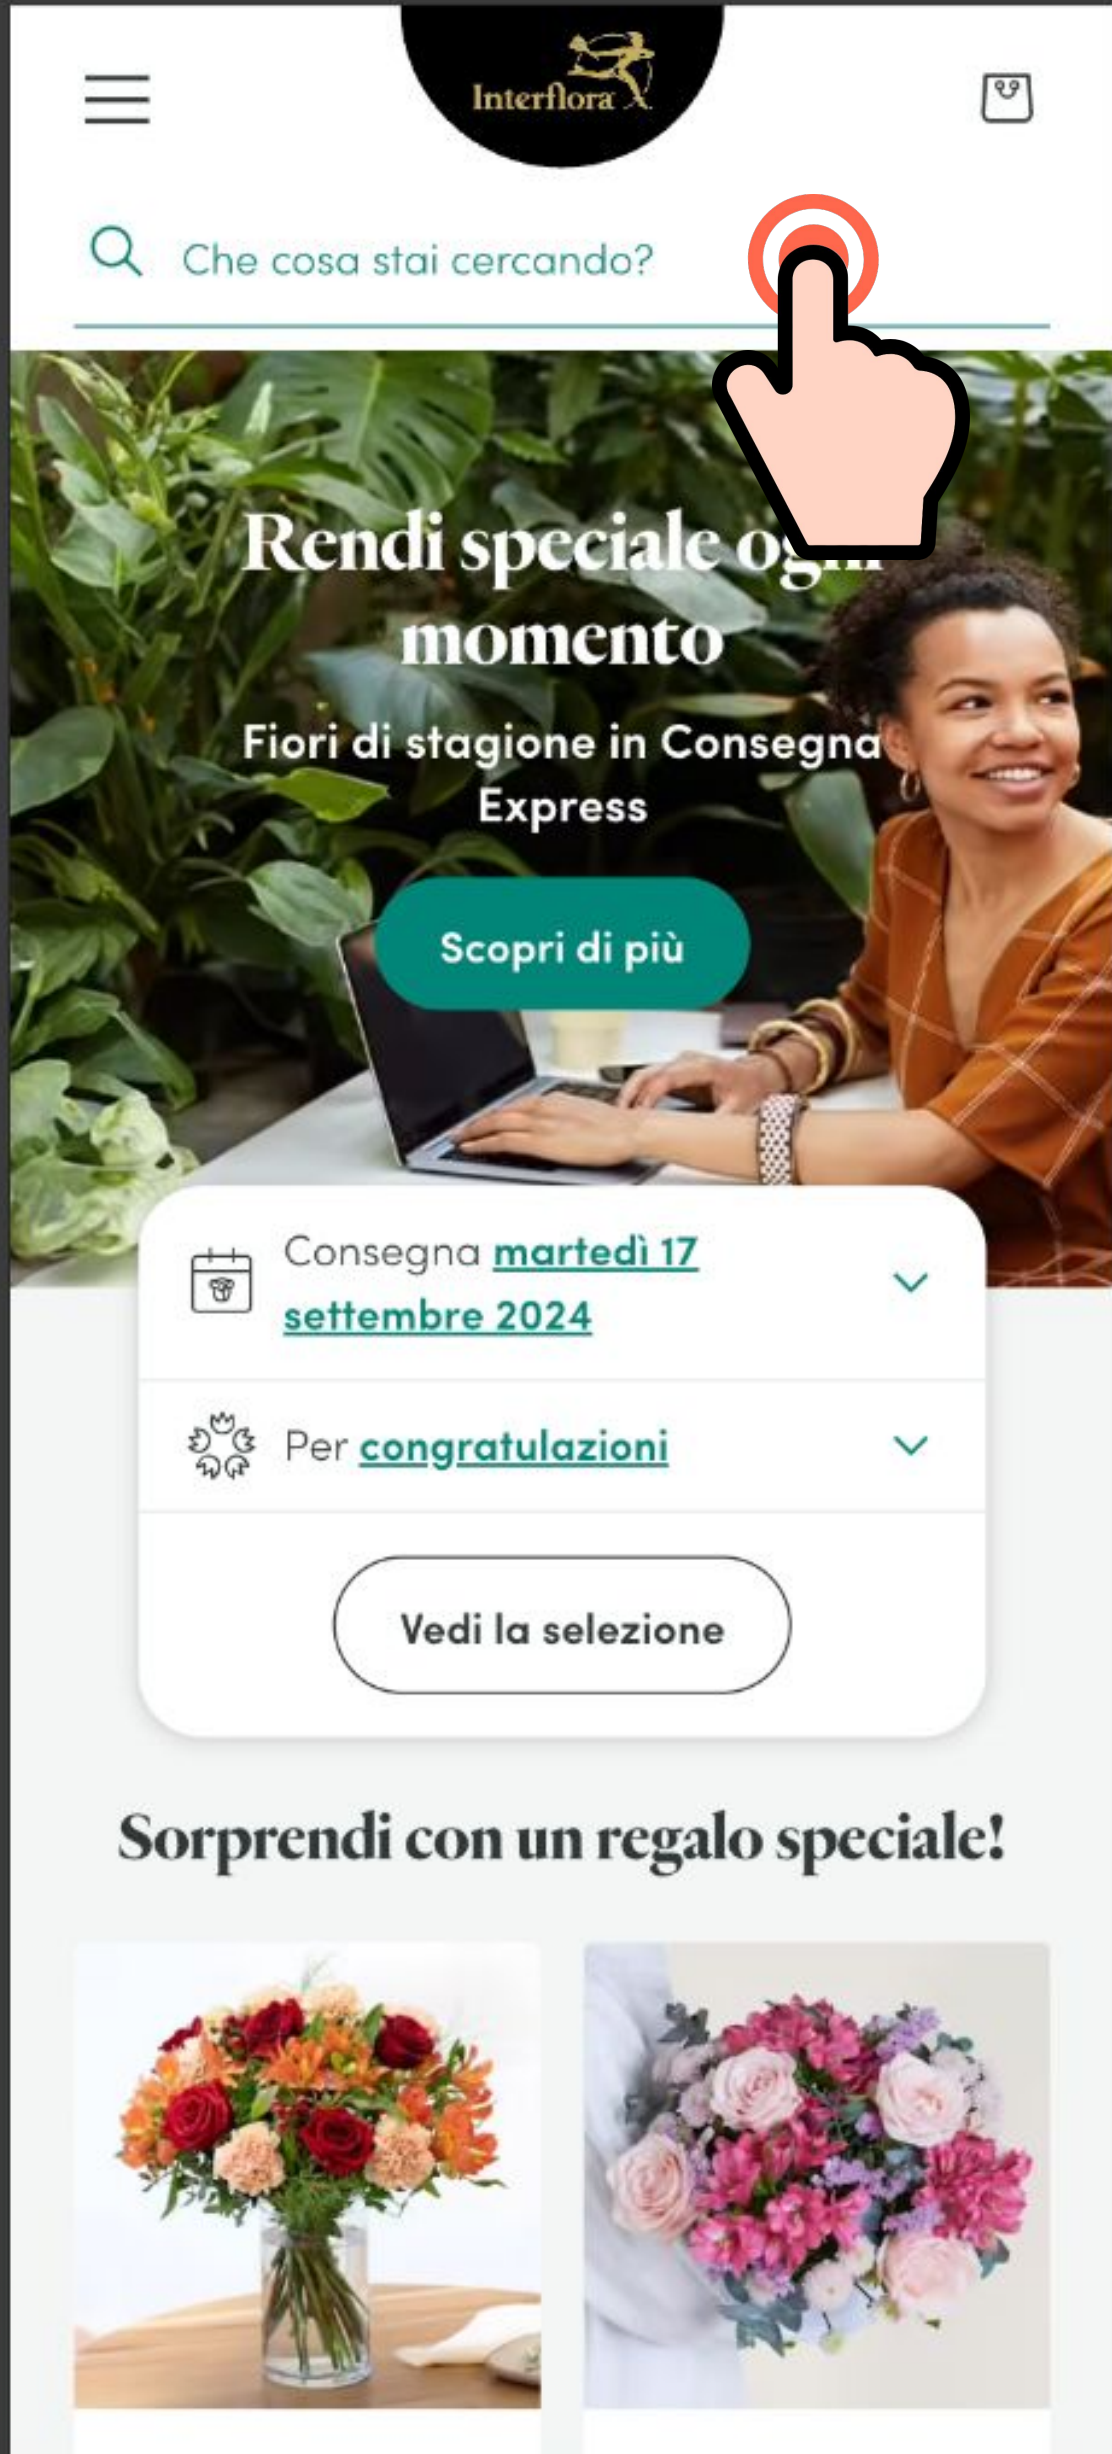 Interflora
Che cosa stai cercando?
Rendi speciale ogni
momento
Fiori di stagione in Consegna
Express
Scopri di più
Consegna martedì 17
settembre 2024
Per congratulazioni
Vedi la selezione
Sorprendi con un regalo speciale!